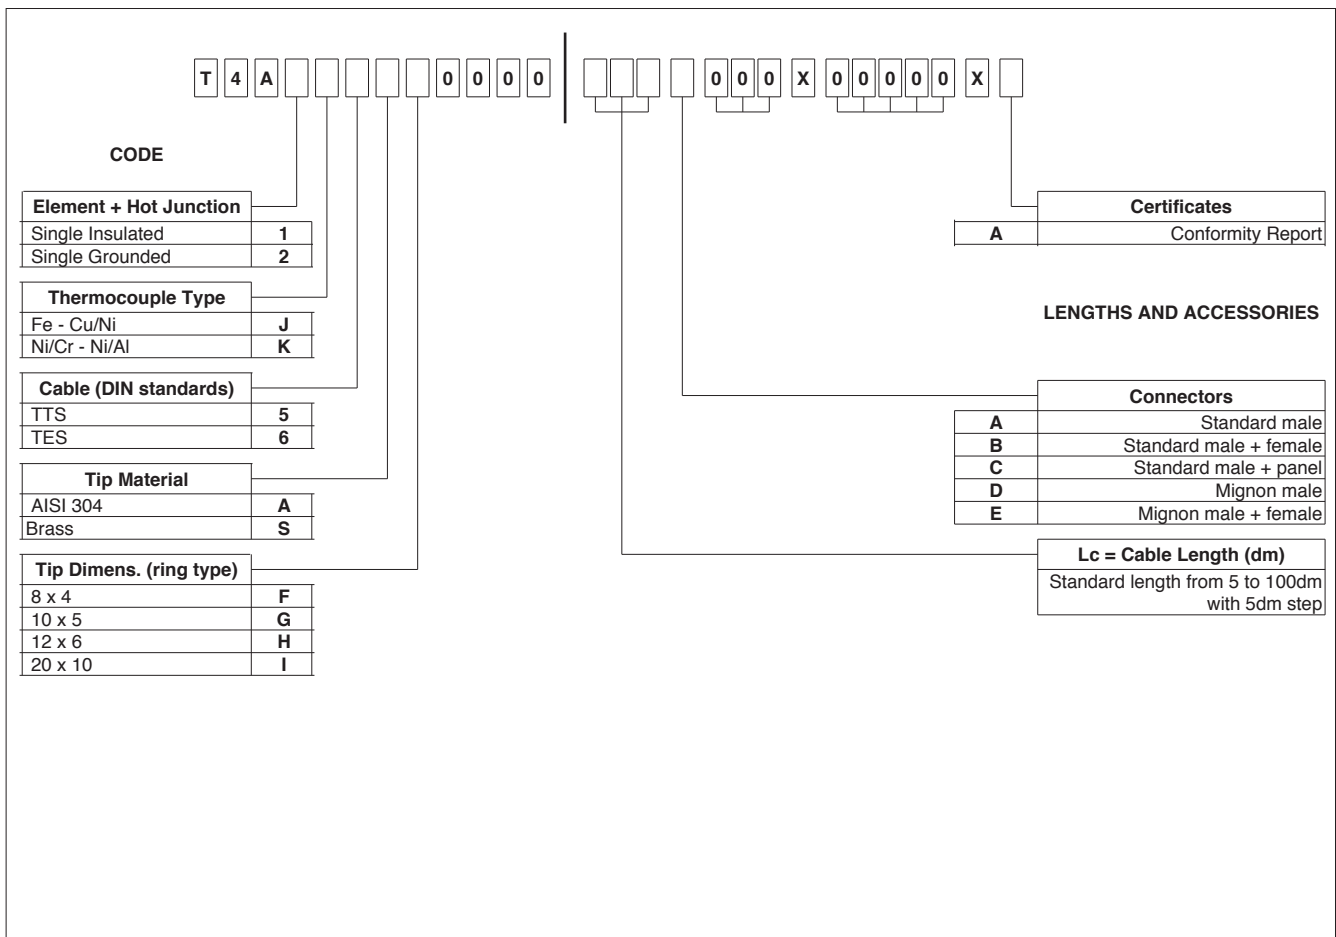 T 4 A 0 0 0 0 0 0 0 X 0 0 0 0 0 X
CODE
Element + Hot Junction
Single Insulated 1
Single Grounded 2
Thermocouple Type
Fe - Cu/Ni J
Ni/Cr - Ni/Al K
Cable (DIN standards)
TTS 5
TES 6
Tip Material
AISI 304 A
Brass S
Tip Dimens. (ring type)
8 x 4 F
10 x 5 G
12 x 6 H
20 x 10 I
Certificates
A Conformity Report
LENGTHS AND ACCESSORIES
Connectors
A Standard male
B Standard male + female
C Standard male + panel
D Mignon male
E Mignon male + female
Lc = Cable Length (dm)
Standard length from 5 to 100dm
with 5dm step